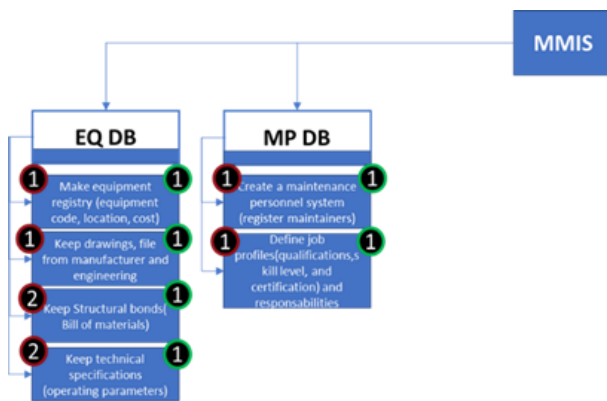 MMIS
EQ DB
MP DB
1
1
Make equipment
registry (equipment
code, location, cost)
1
1
Create a maintenance
personnel system
(register maintainers)
1
1
Keep drawings, file
from manufacturer and
engineering
1
1
Define job
profiles(qualifications,s
kill level, and
certification) and
responsabilities
2
1
Keep Structural bonds(
Bill of materials)
2
1
Keep technical
specifications
(operating parameters)